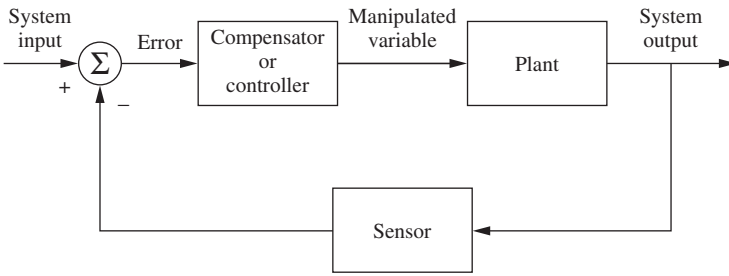 System
input
Error
Compensator
or
controller
Manipulated
variable
Plant
System
output
Σ
+
−
Sensor